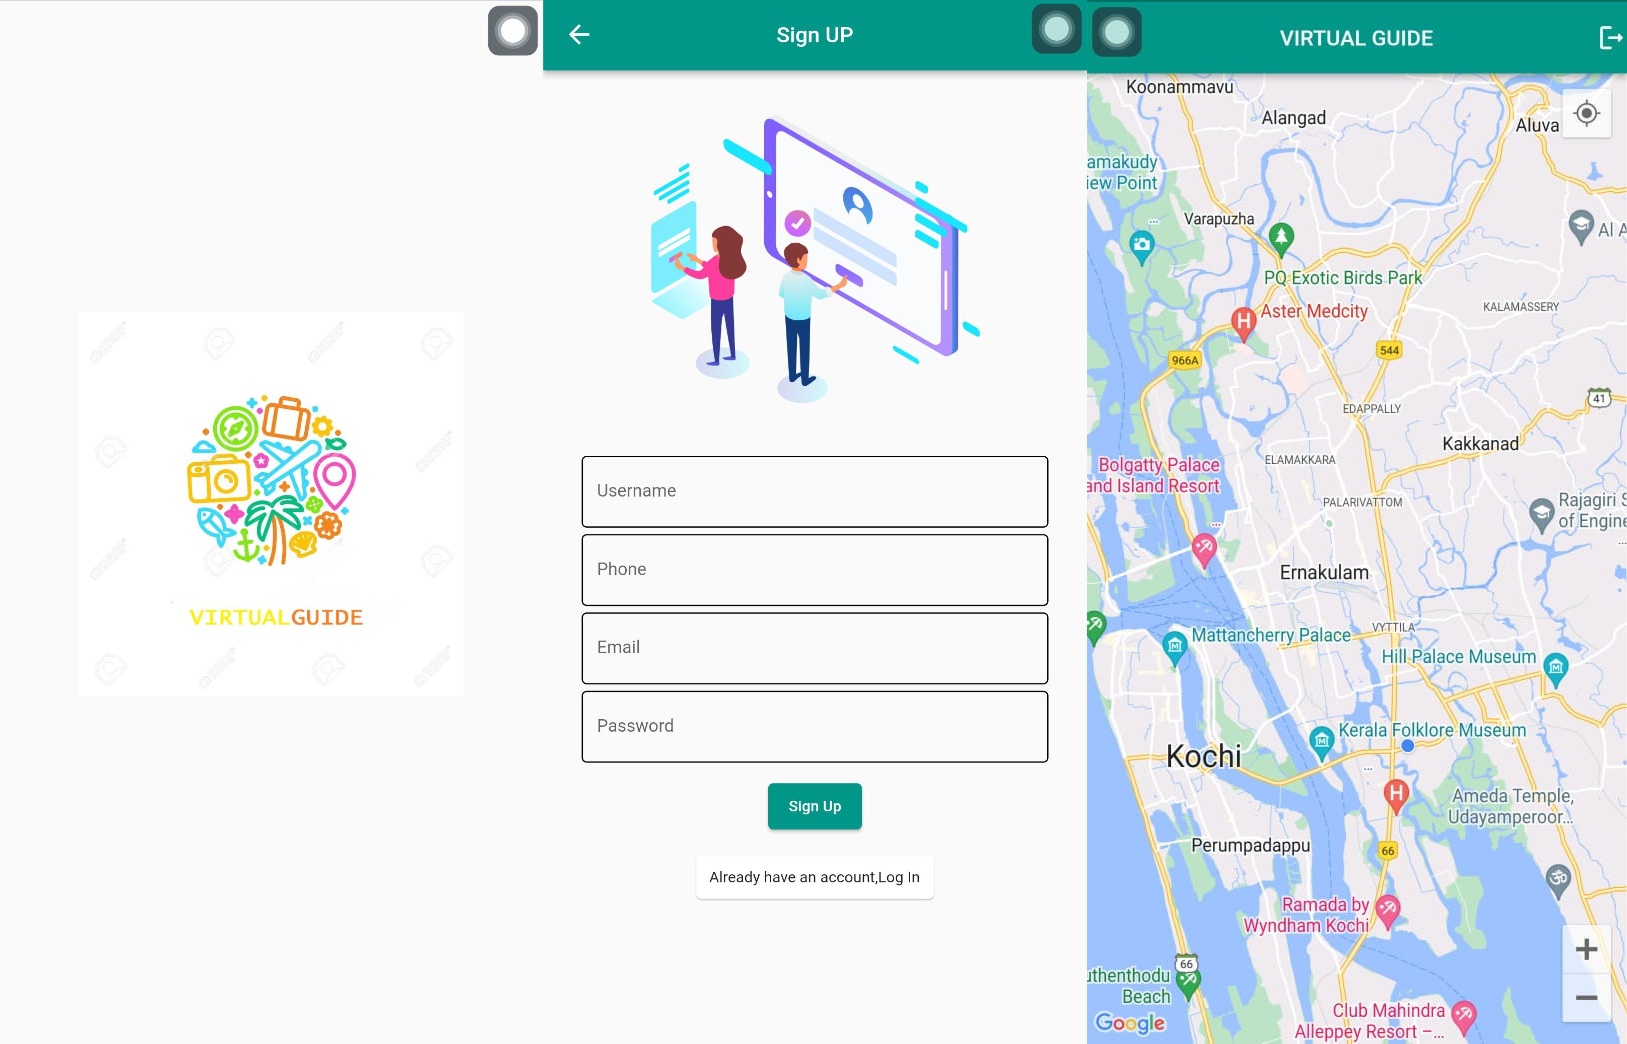 VIRTUALGUIDE
Sign UP
Username
Phone
Email
Password
Sign Up
Already have an account,Log In
VIRTUAL GUIDE
Koonammavu
Alangad
Aluva
amakudy
iew Point
Varapuzha
Al A
PQ Exotic Birds Park
KALAMASSERY
H
Aster Medcity
966A
544
41
EDAPPALLY
Kakkanad
ELAMAKKARA
Bolgatty Palace
and Island Resort
PALARIVATTOM
Rajagiri S
of Engine
...
Ernakulam
VYTTILA
Mattancherry Palace
Hill Palace Museum
Kerala Folklore Museum
Kochi
H
Ameda Temple,
Udayamperoor...
Perumpadappu
66
ॐ
Ramada by
Wyndham Kochi
66
uthenthodu
Beach
Club Mahindra
Alleppey Resort –...
Google